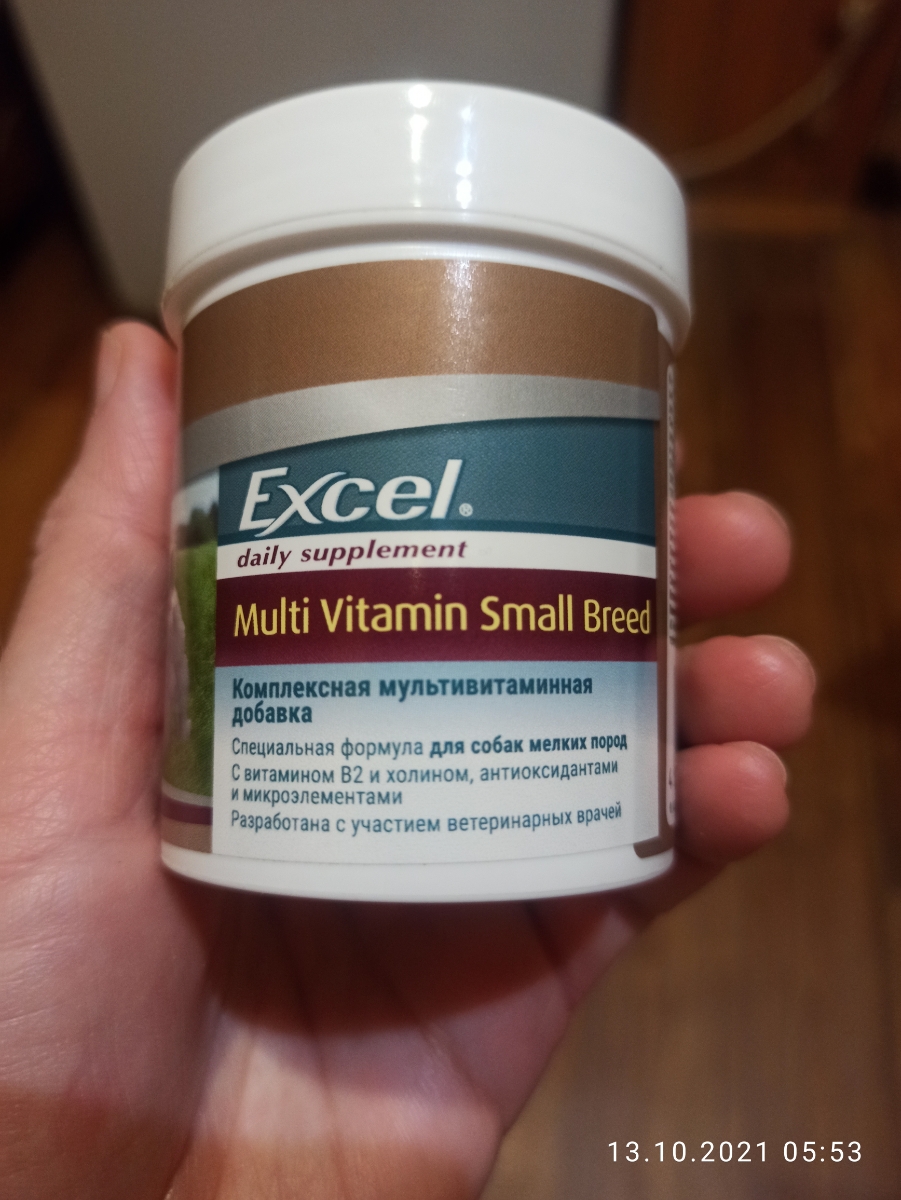 Excel®
daily supplement
Multi Vitamin Small Breed
Комплексная мультивитаминная
добавка
Специальная формула для собак мелких пород
С витамином B2 и холином, антиоксидантами
и микроэлементами
Разработана с участием ветеринарных врачей
13.10.2021 05:53